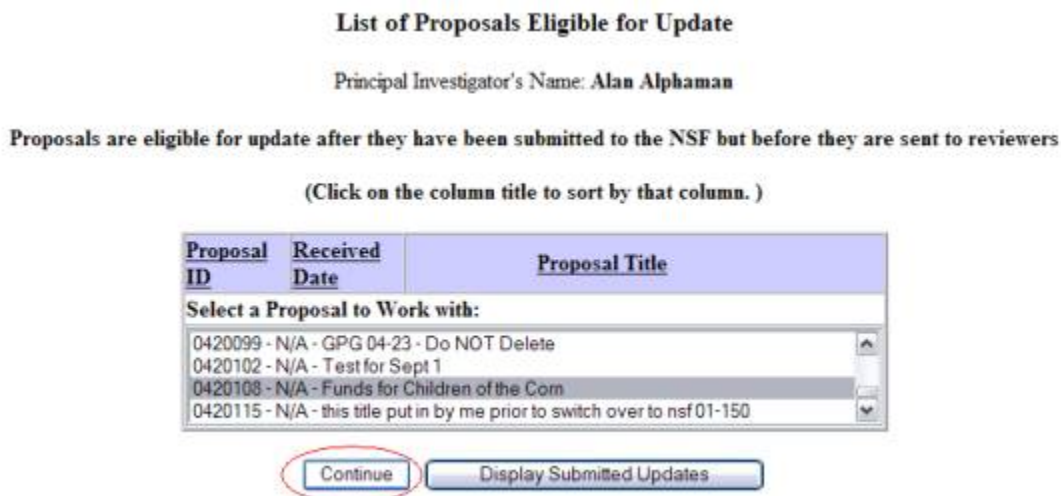 List of Proposals Eligible for Update
Principal Investigator's Name: Alan Alphaman
Proposals are eligible for update after they have been submitted to the NSF but before they are sent to reviewers
(Click on the column title to sort by that column. )
Proposal ID
Received Date
Proposal Title
Select a Proposal to Work with:
0420099 - N/A - GPG 04-23 - Do NOT Delete
0420102 - N/A - Test for Sept 1
0420108 - N/A - Funds for Children of the Corn
0420115 - N/A - this title put in by me prior to switch over to nsf 01-150
Continue
Display Submitted Updates